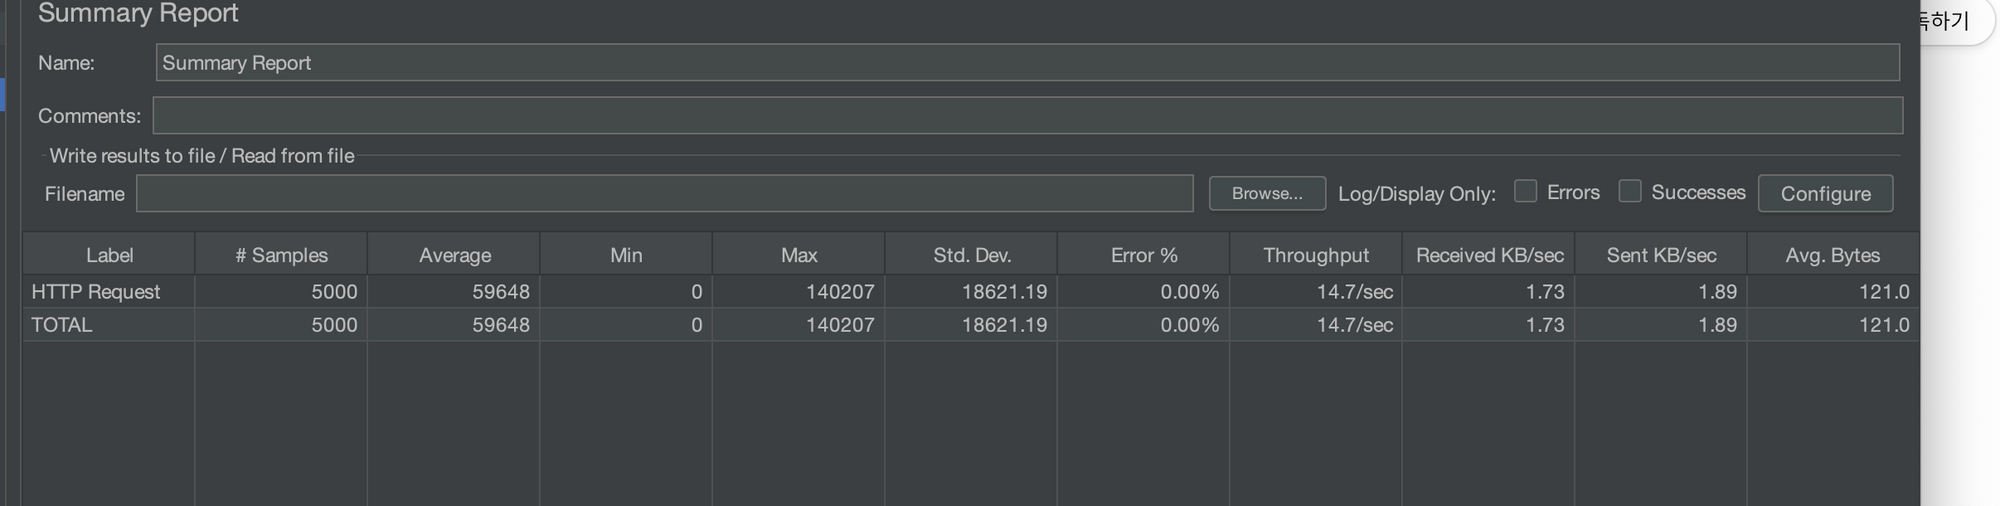 Summary Report
독하기
Name: Summary Report
Comments:
Write results to file / Read from file
Filename Browse... Log/Display Only: Errors Successes Configure
Label # Samples Average Min Max Std. Dev. Error % Throughput Received KB/sec Sent KB/sec Avg. Bytes
HTTP Request 5000 59648 0 140207 18621.19 0.00% 14.7/sec 1.73 1.89 121.0
TOTAL 5000 59648 0 140207 18621.19 0.00% 14.7/sec 1.73 1.89 121.0